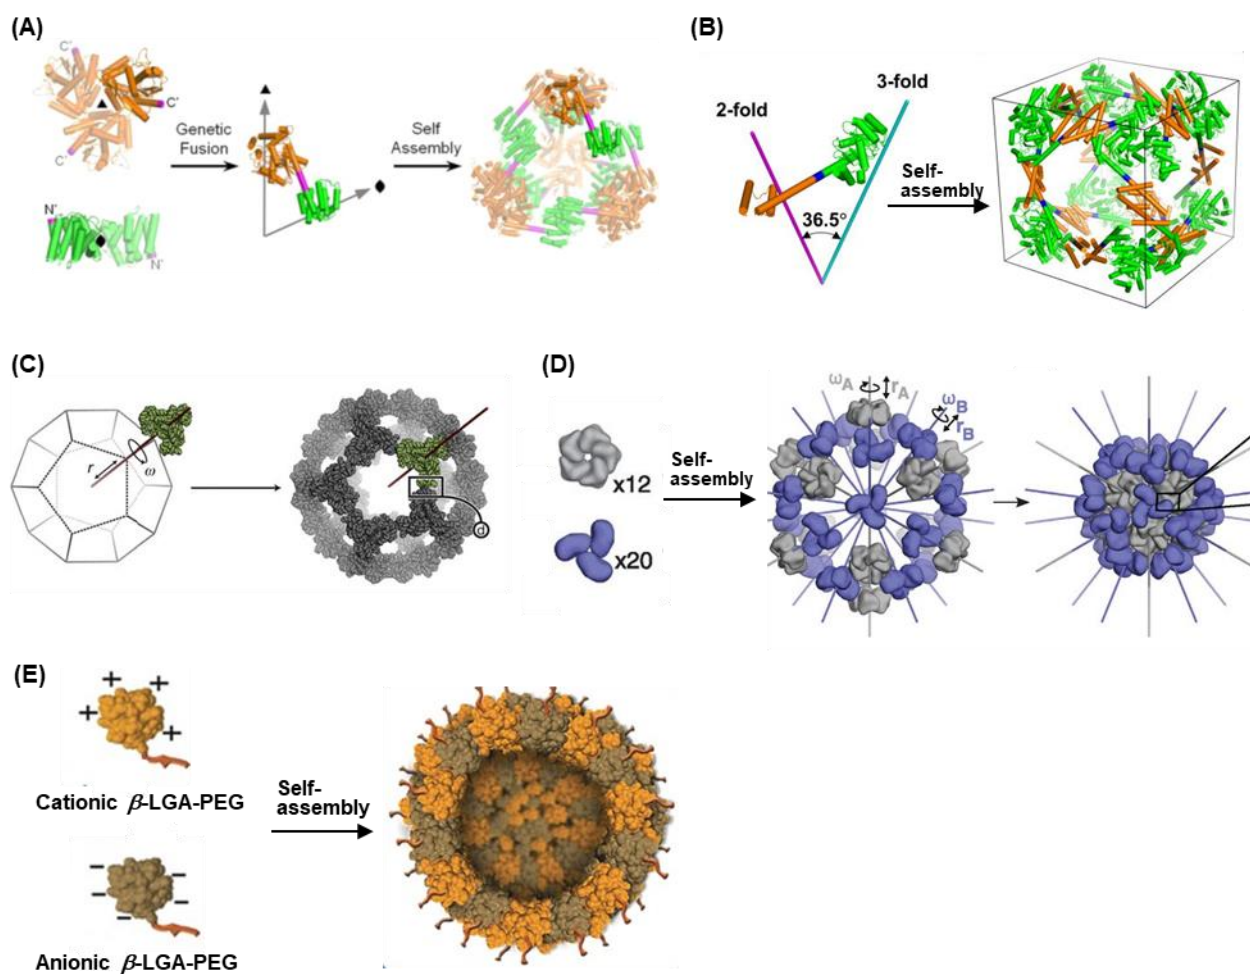 (A)
C'
C'
C'
N'
N'
Genetic
Fusion
Self
Assembly
(B)
2-fold
3-fold
36.5°
Self-
assembly
(C)
r
ω
d
(D)
x12
x20
Self-
assembly
ωA
rA
ωB
rB
(E)
+ + + +
Cationic β-LGA-PEG
− − − − −
Anionic β-LGA-PEG
Self-
assembly